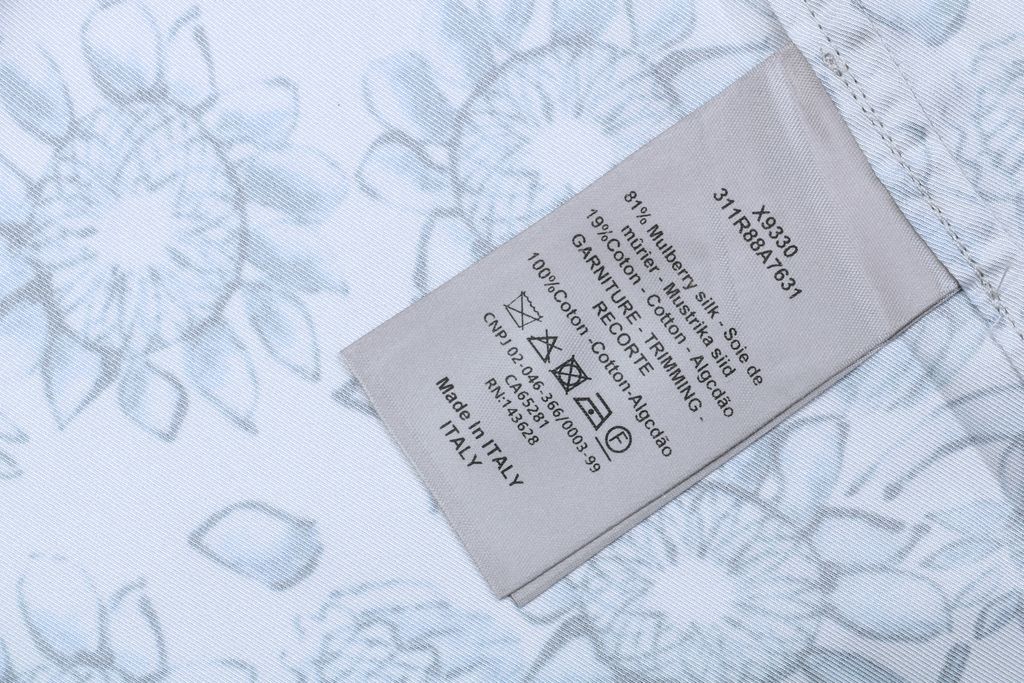 X9330
311R88A7631
81% Mulberry silk - Soie de
mûrier - Mustrika siid
19%Coton - Cotton - Algcdão
GARNITURE - TRIMMING -
RECORTE
100%Coton -Cotton-Algcdão
F
CNPJ 02-046-366/0003-99
CA65281
RN:143628
Made In ITALY
ITALY